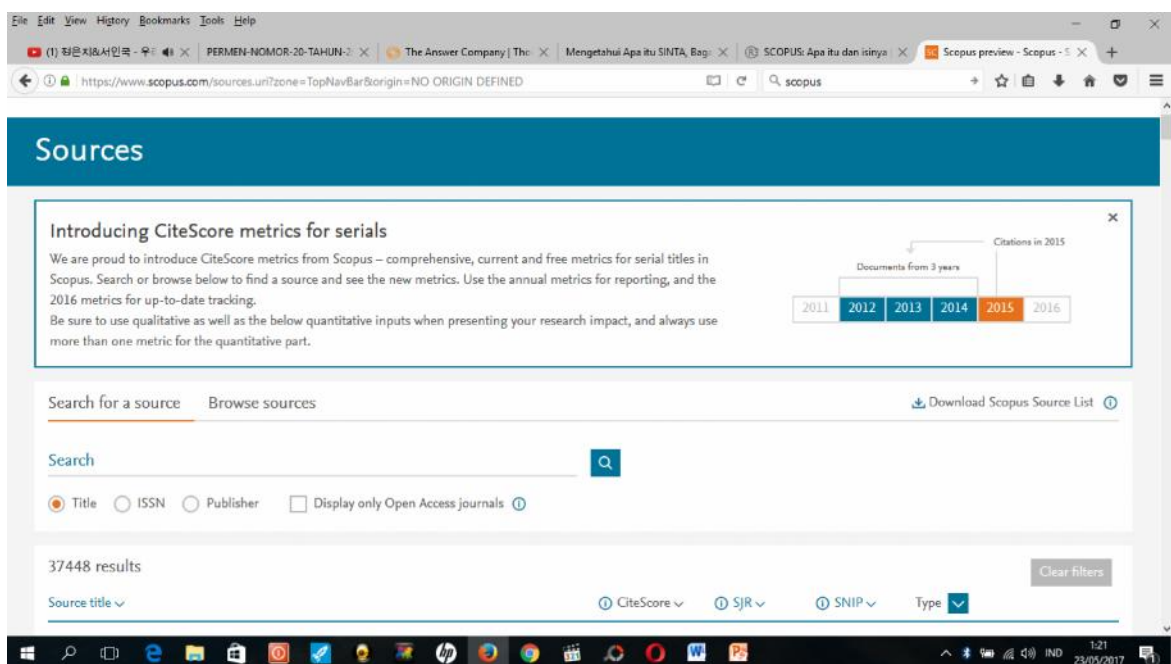 File Edit View History Bookmarks Tools Help
(1) 정은지&서인국 - 우리 PERMEN-NOMOR-20-TAHUN-2 The Answer Company | Tho Mengetahui Apa itu SINTA, Bag SCOPUS: Apa itu dan isinya Scopus preview - Scopus - S
https://www.scopus.com/sources.uri?zone=TopNavBar&origin=NO ORIGIN DEFINED scopus
Sources
Introducing CiteScore metrics for serials
We are proud to introduce CiteScore metrics from Scopus – comprehensive, current and free metrics for serial titles in
Scopus. Search or browse below to find a source and see the new metrics. Use the annual metrics for reporting, and the
2016 metrics for up-to-date tracking.
Be sure to use qualitative as well as the below quantitative inputs when presenting your research impact, and always use
more than one metric for the quantitative part.
Citations in 2015
Documents from 3 years
2011 2012 2013 2014 2015 2016
Search for a source Browse sources Download Scopus Source List
Search
Title ISSN Publisher Display only Open Access journals
37448 results Clear filters
Source title CiteScore SJR SNIP Type
IND 1:21
23/05/2017